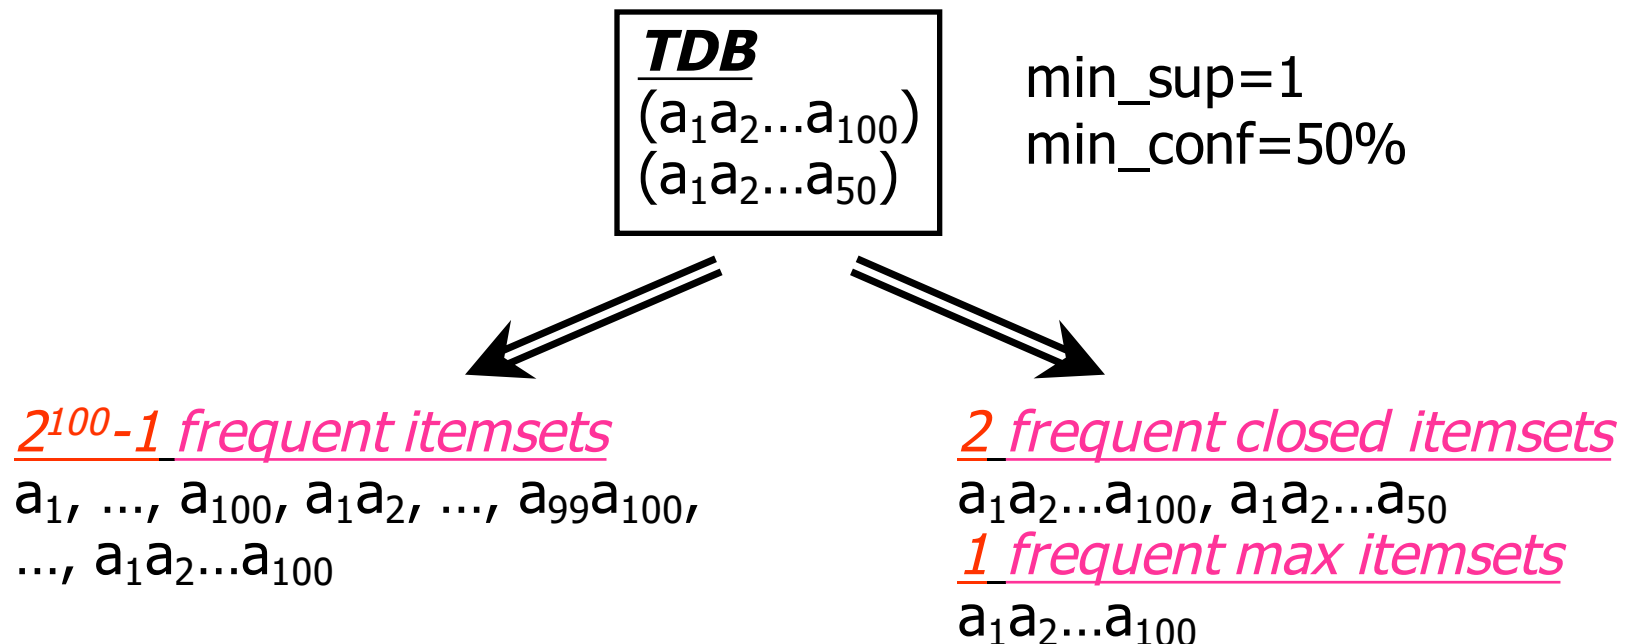 TDB
(a₁a₂...a₁₀₀)
(a₁a₂...a₅₀)
min_sup=1
min_conf=50%
2¹⁰⁰-1 frequent itemsets
a₁, ..., a₁₀₀, a₁a₂, ..., a₉₉a₁₀₀,
..., a₁a₂...a₁₀₀
2 frequent closed itemsets
a₁a₂...a₁₀₀, a₁a₂...a₅₀
1 frequent max itemsets
a₁a₂...a₁₀₀